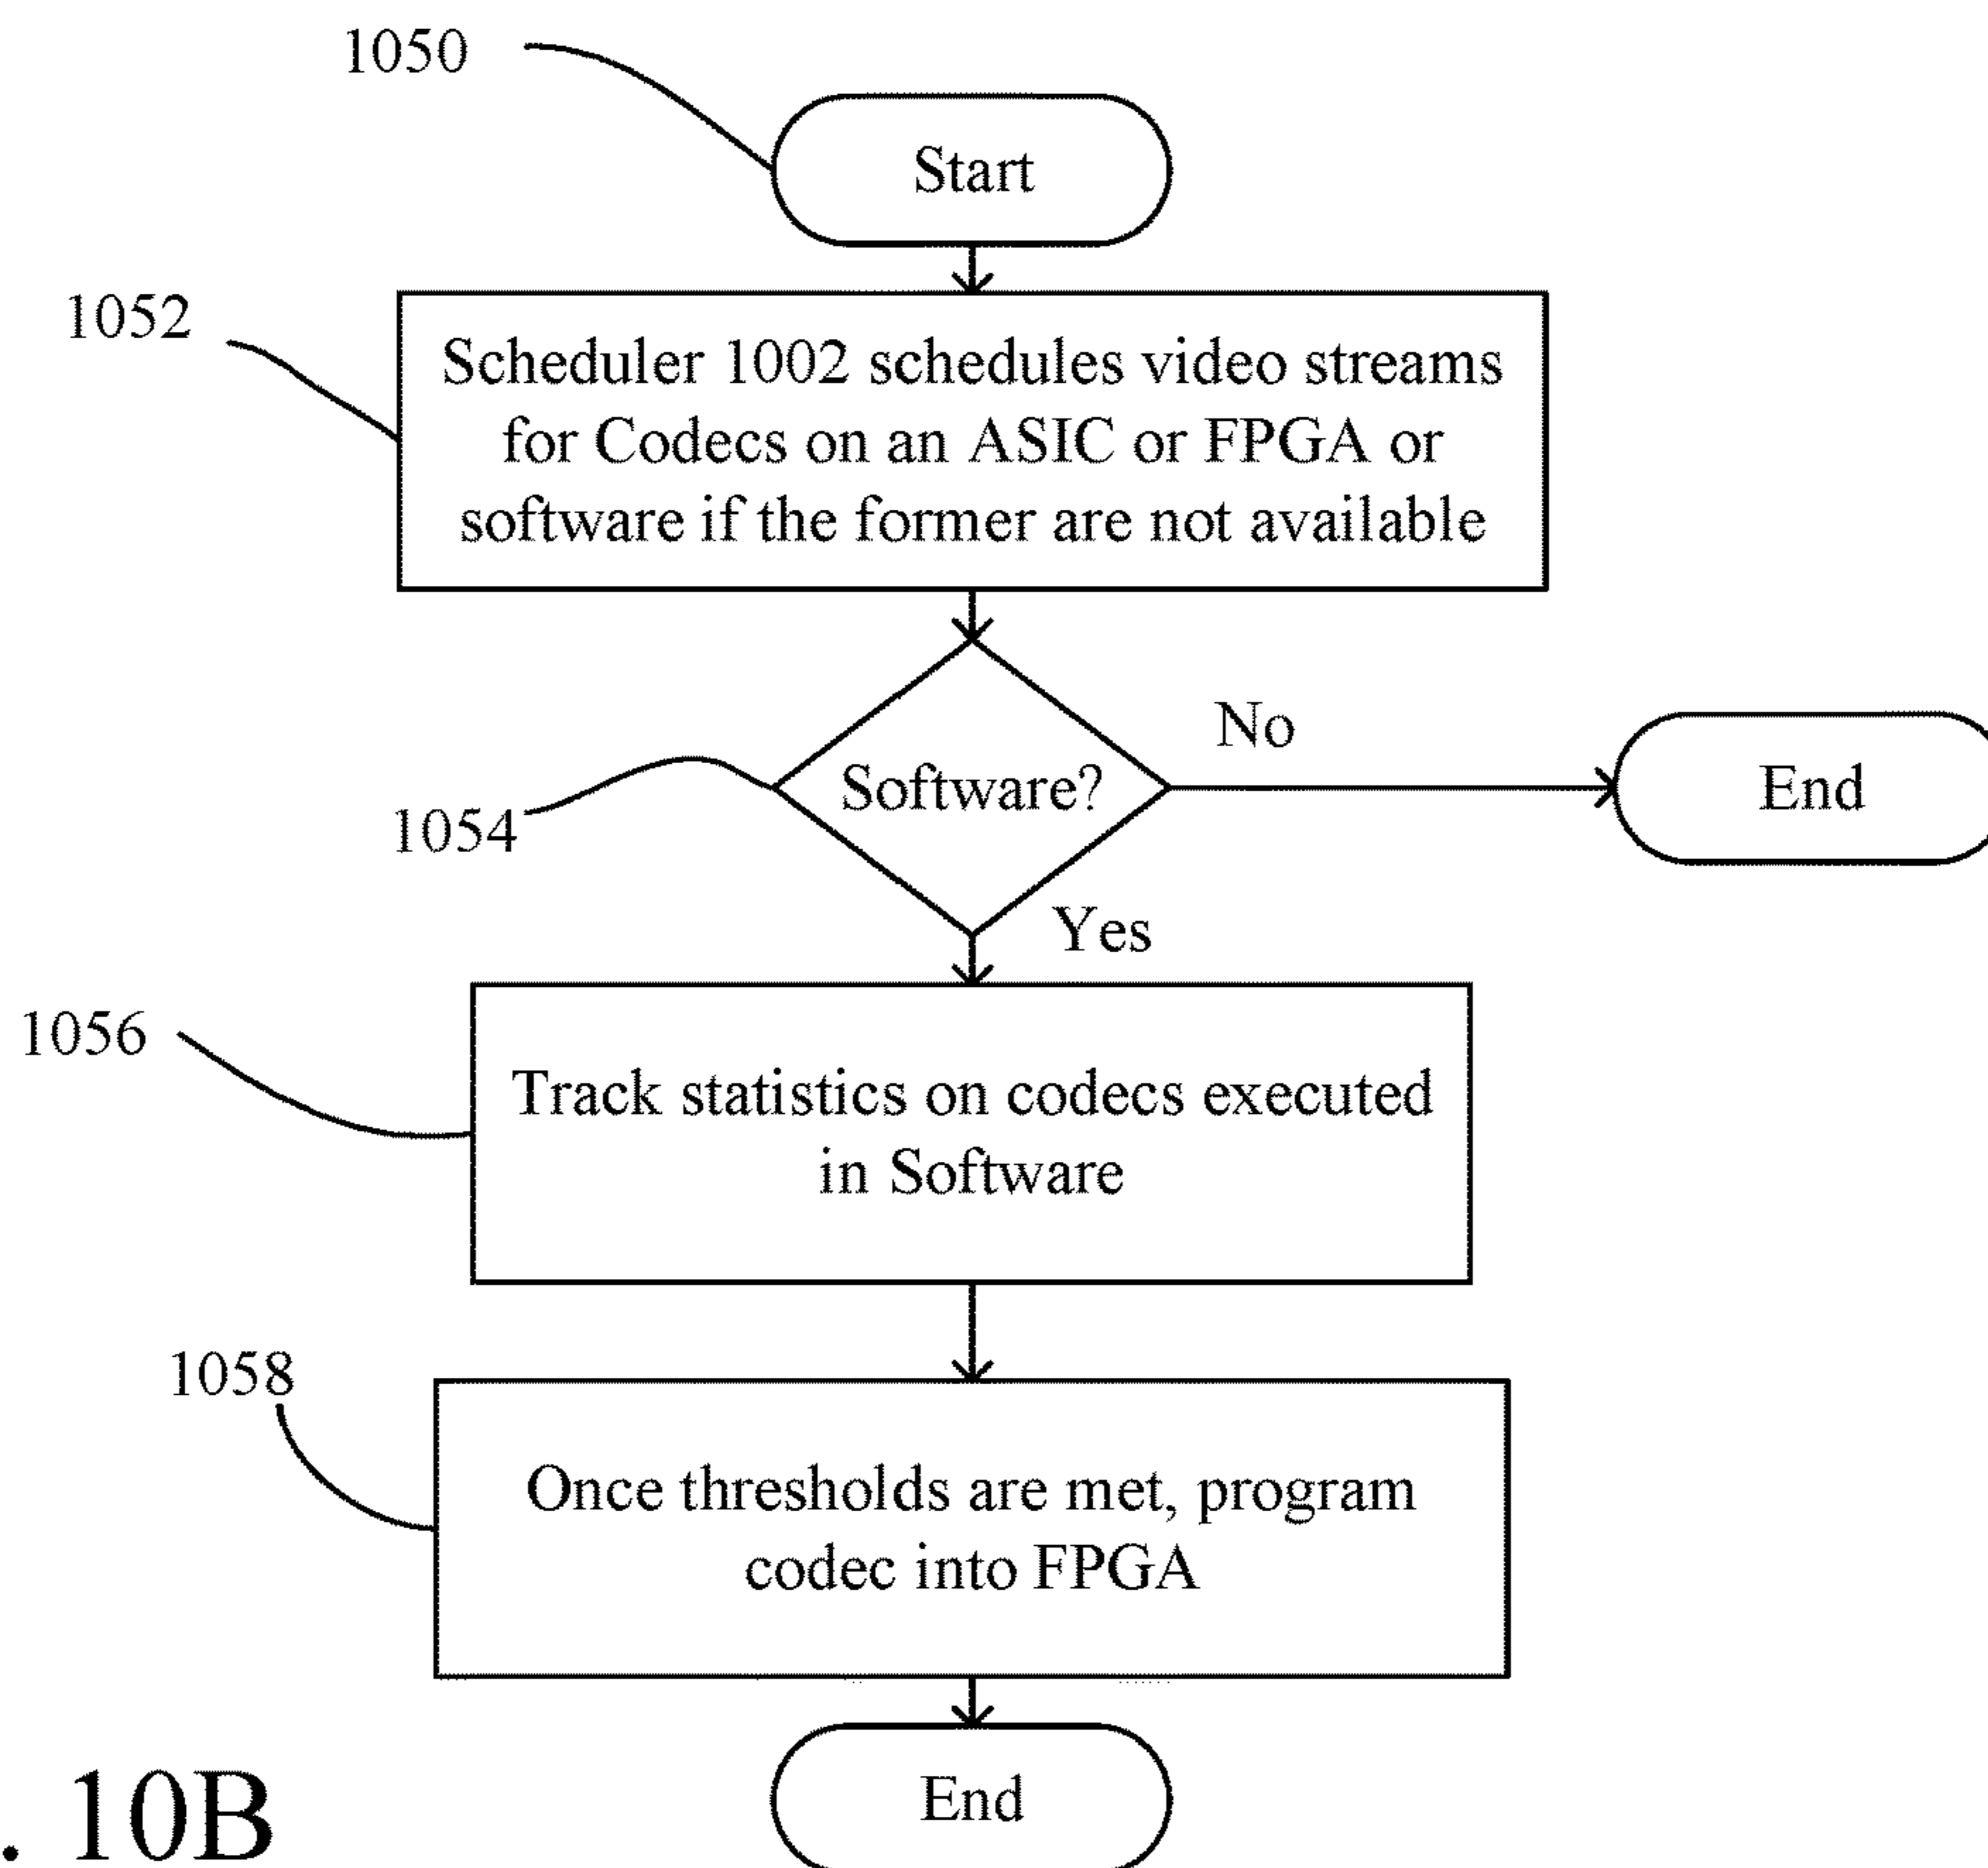 1050
Start
1052
Scheduler 1002 schedules video streams
for Codecs on an ASIC or FPGA or
software if the former are not available
No
Software?
End
1054
Yes
1056
Track statistics on codecs executed
in Software
1058
Once thresholds are met, program
codec into FPGA
End
. 10B